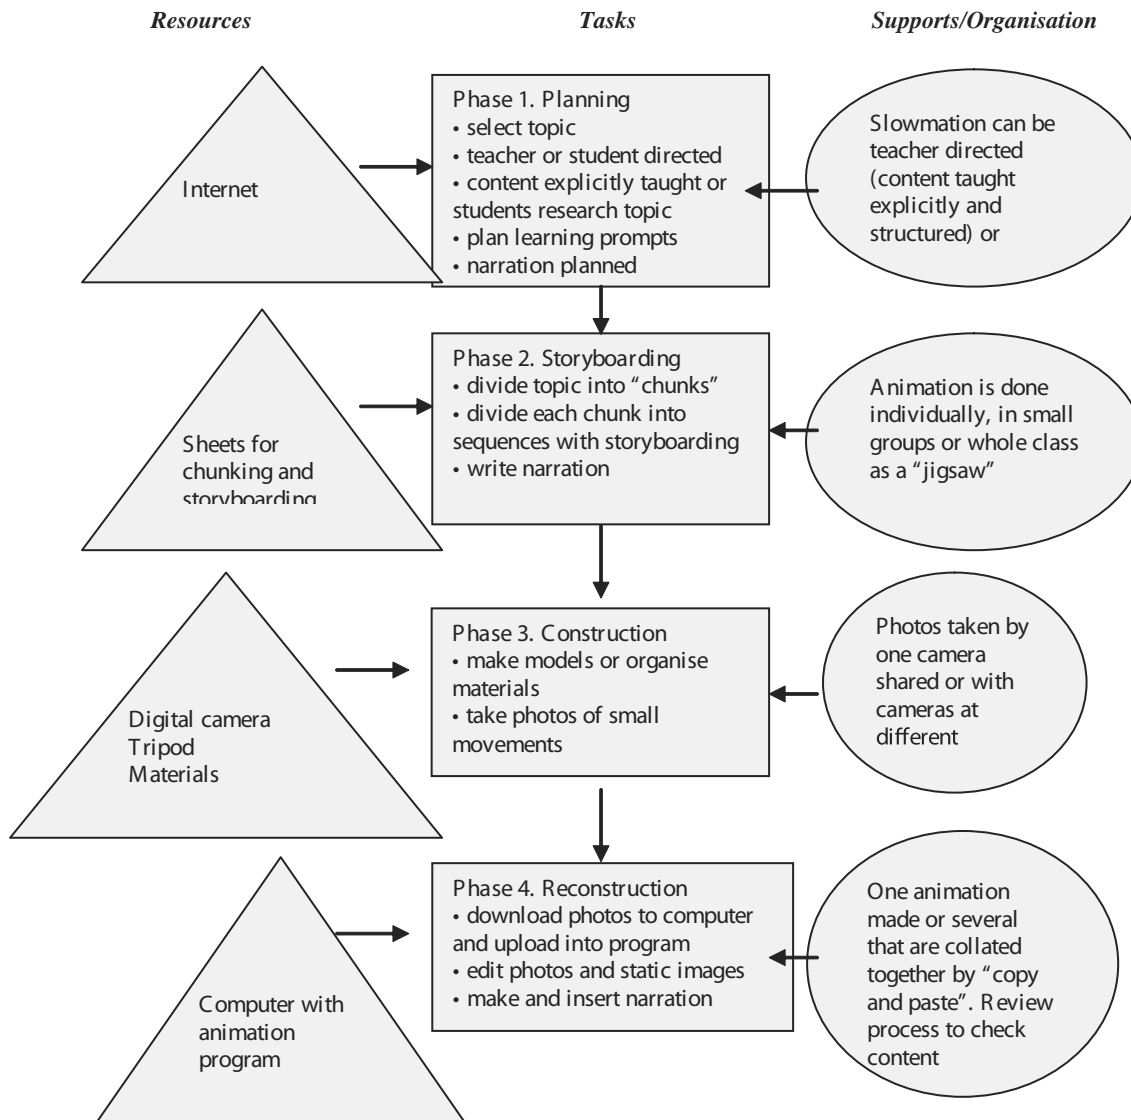 Resources
Tasks
Supports/Organisation
Internet
Phase 1. Planning
• select topic
• teacher or student directed
• content explicitly taught or
students research topic
• plan learning prompts
• narration planned
Slowmation can be
teacher directed
(content taught
explicitly and
structured) or
Sheets for
chunking and
storyboarding
Phase 2. Storyboarding
• divide topic into “chunks”
• divide each chunk into
sequences with storyboarding
• write narration
Animation is done
individually, in small
groups or whole class
as a “jigsaw”
Digital camera
Tripod
Materials
Phase 3. Construction
• make models or organise
materials
• take photos of small
movements
Photos taken by
one camera
shared or with
cameras at
different
Computer with
animation
program
Phase 4. Reconstruction
• download photos to computer
and upload into program
• edit photos and static images
• make and insert narration
One animation
made or several
that are collated
together by “copy
and paste”. Review
process to check
content